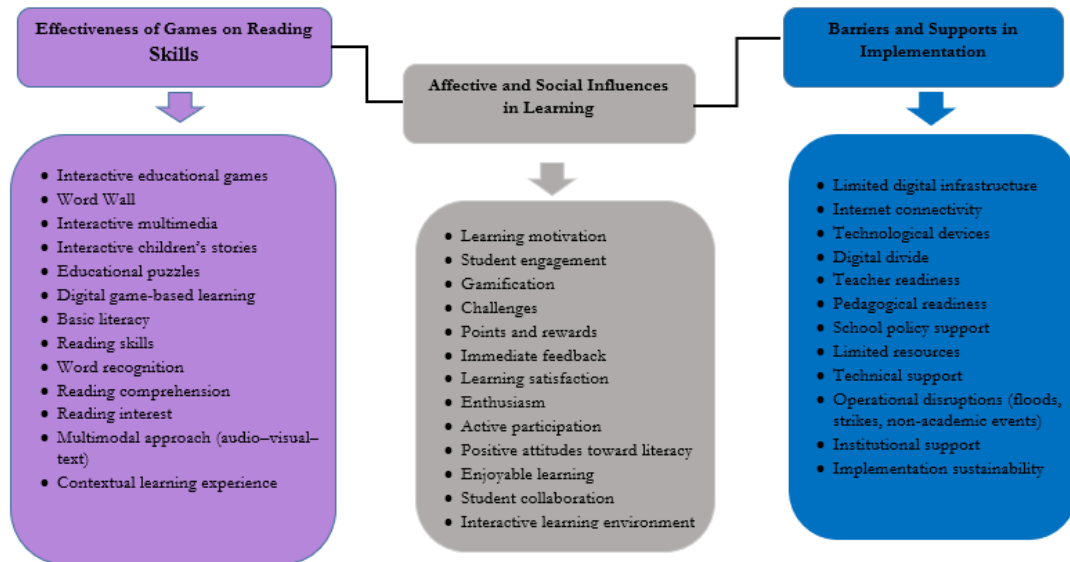 Effectiveness of Games on Reading
Skills
Interactive educational games
Word Wall
Interactive multimedia
Interactive children's stories
Educational puzzles
Digital game-based learning
Basic literacy
Reading skills
Word recognition
Reading comprehension
Reading interest
Multimodal approach (audio–visual–
text)
Contextual learning experience
Affective and Social Influences
in Learning
Learning motivation
Student engagement
Gamification
Challenges
Points and rewards
Immediate feedback
Learning satisfaction
Enthusiasm
Active participation
Positive attitudes toward literacy
Enjoyable learning
Student collaboration
Interactive learning environment
Barriers and Supports in
Implementation
Limited digital infrastructure
Internet connectivity
Technological devices
Digital divide
Teacher readiness
Pedagogical readiness
School policy support
Limited resources
Technical support
Operational disruptions (floods,
strikes, non-academic events)
Institutional support
Implementation sustainability